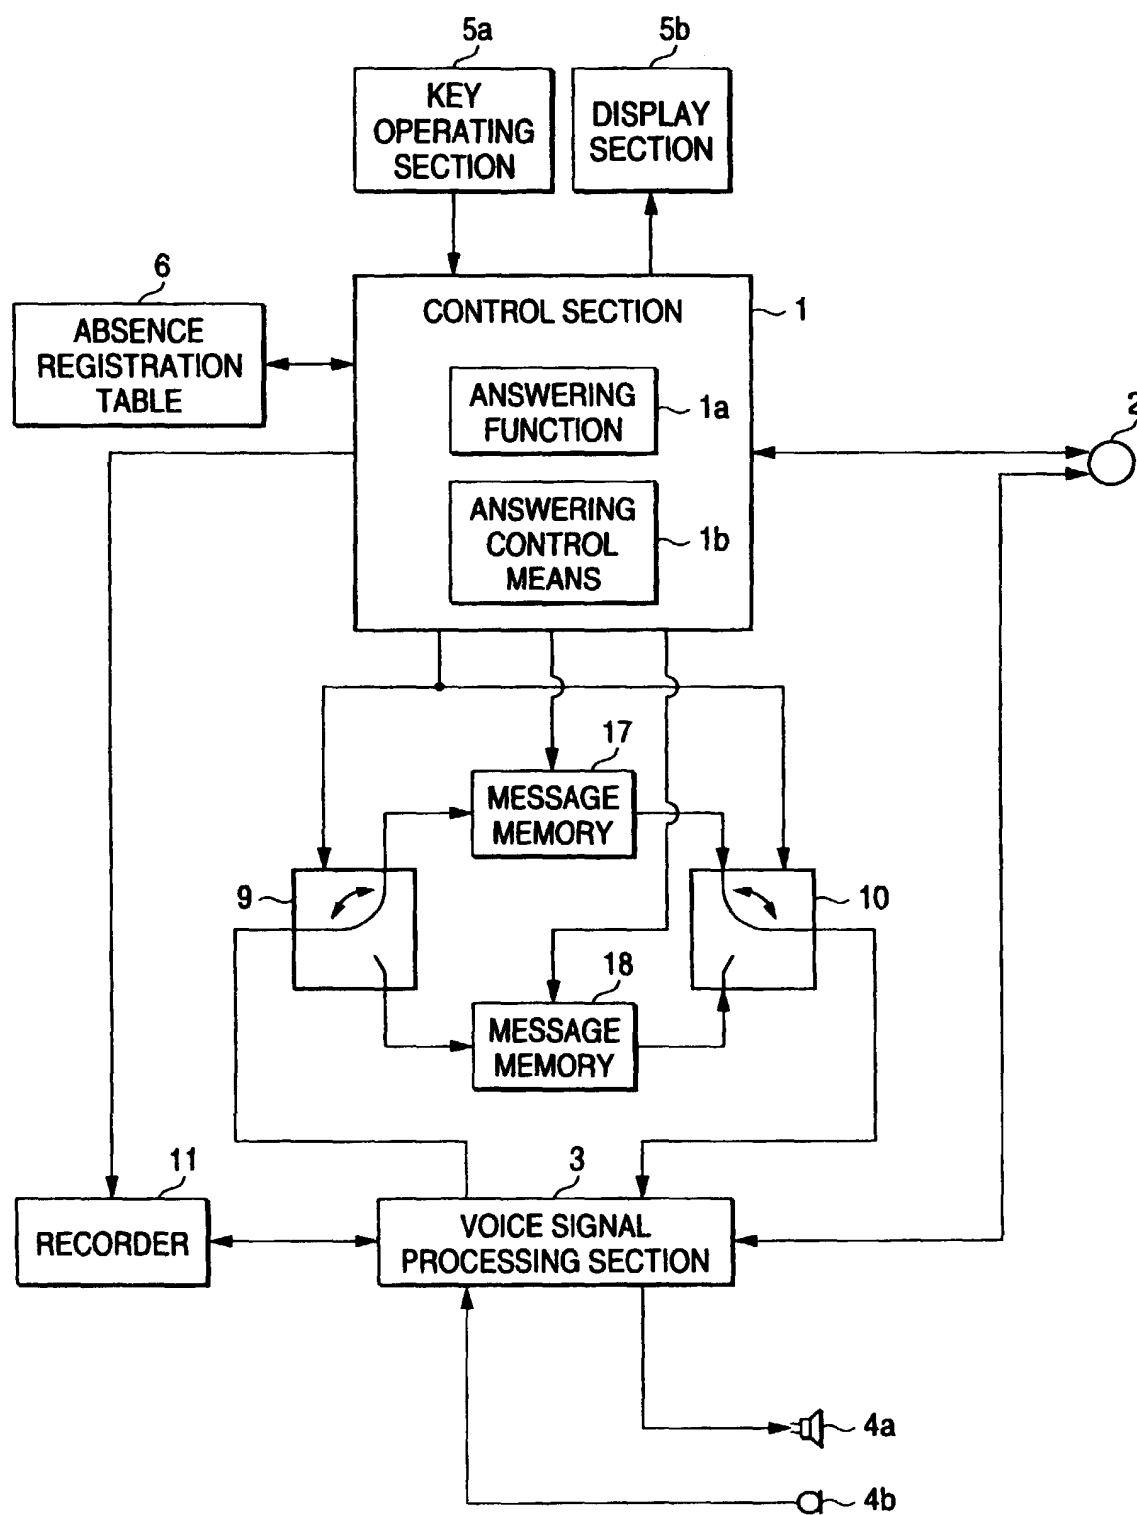 5a
5b
KEY
OPERATING
SECTION
DISPLAY
SECTION
6
1
ABSENCE
REGISTRATION
TABLE
CONTROL SECTION
ANSWERING
FUNCTION
1a
2
ANSWERING
CONTROL
MEANS
1b
17
MESSAGE
MEMORY
9
10
18
MESSAGE
MEMORY
11
3
RECORDER
VOICE SIGNAL
PROCESSING SECTION
4a
4b